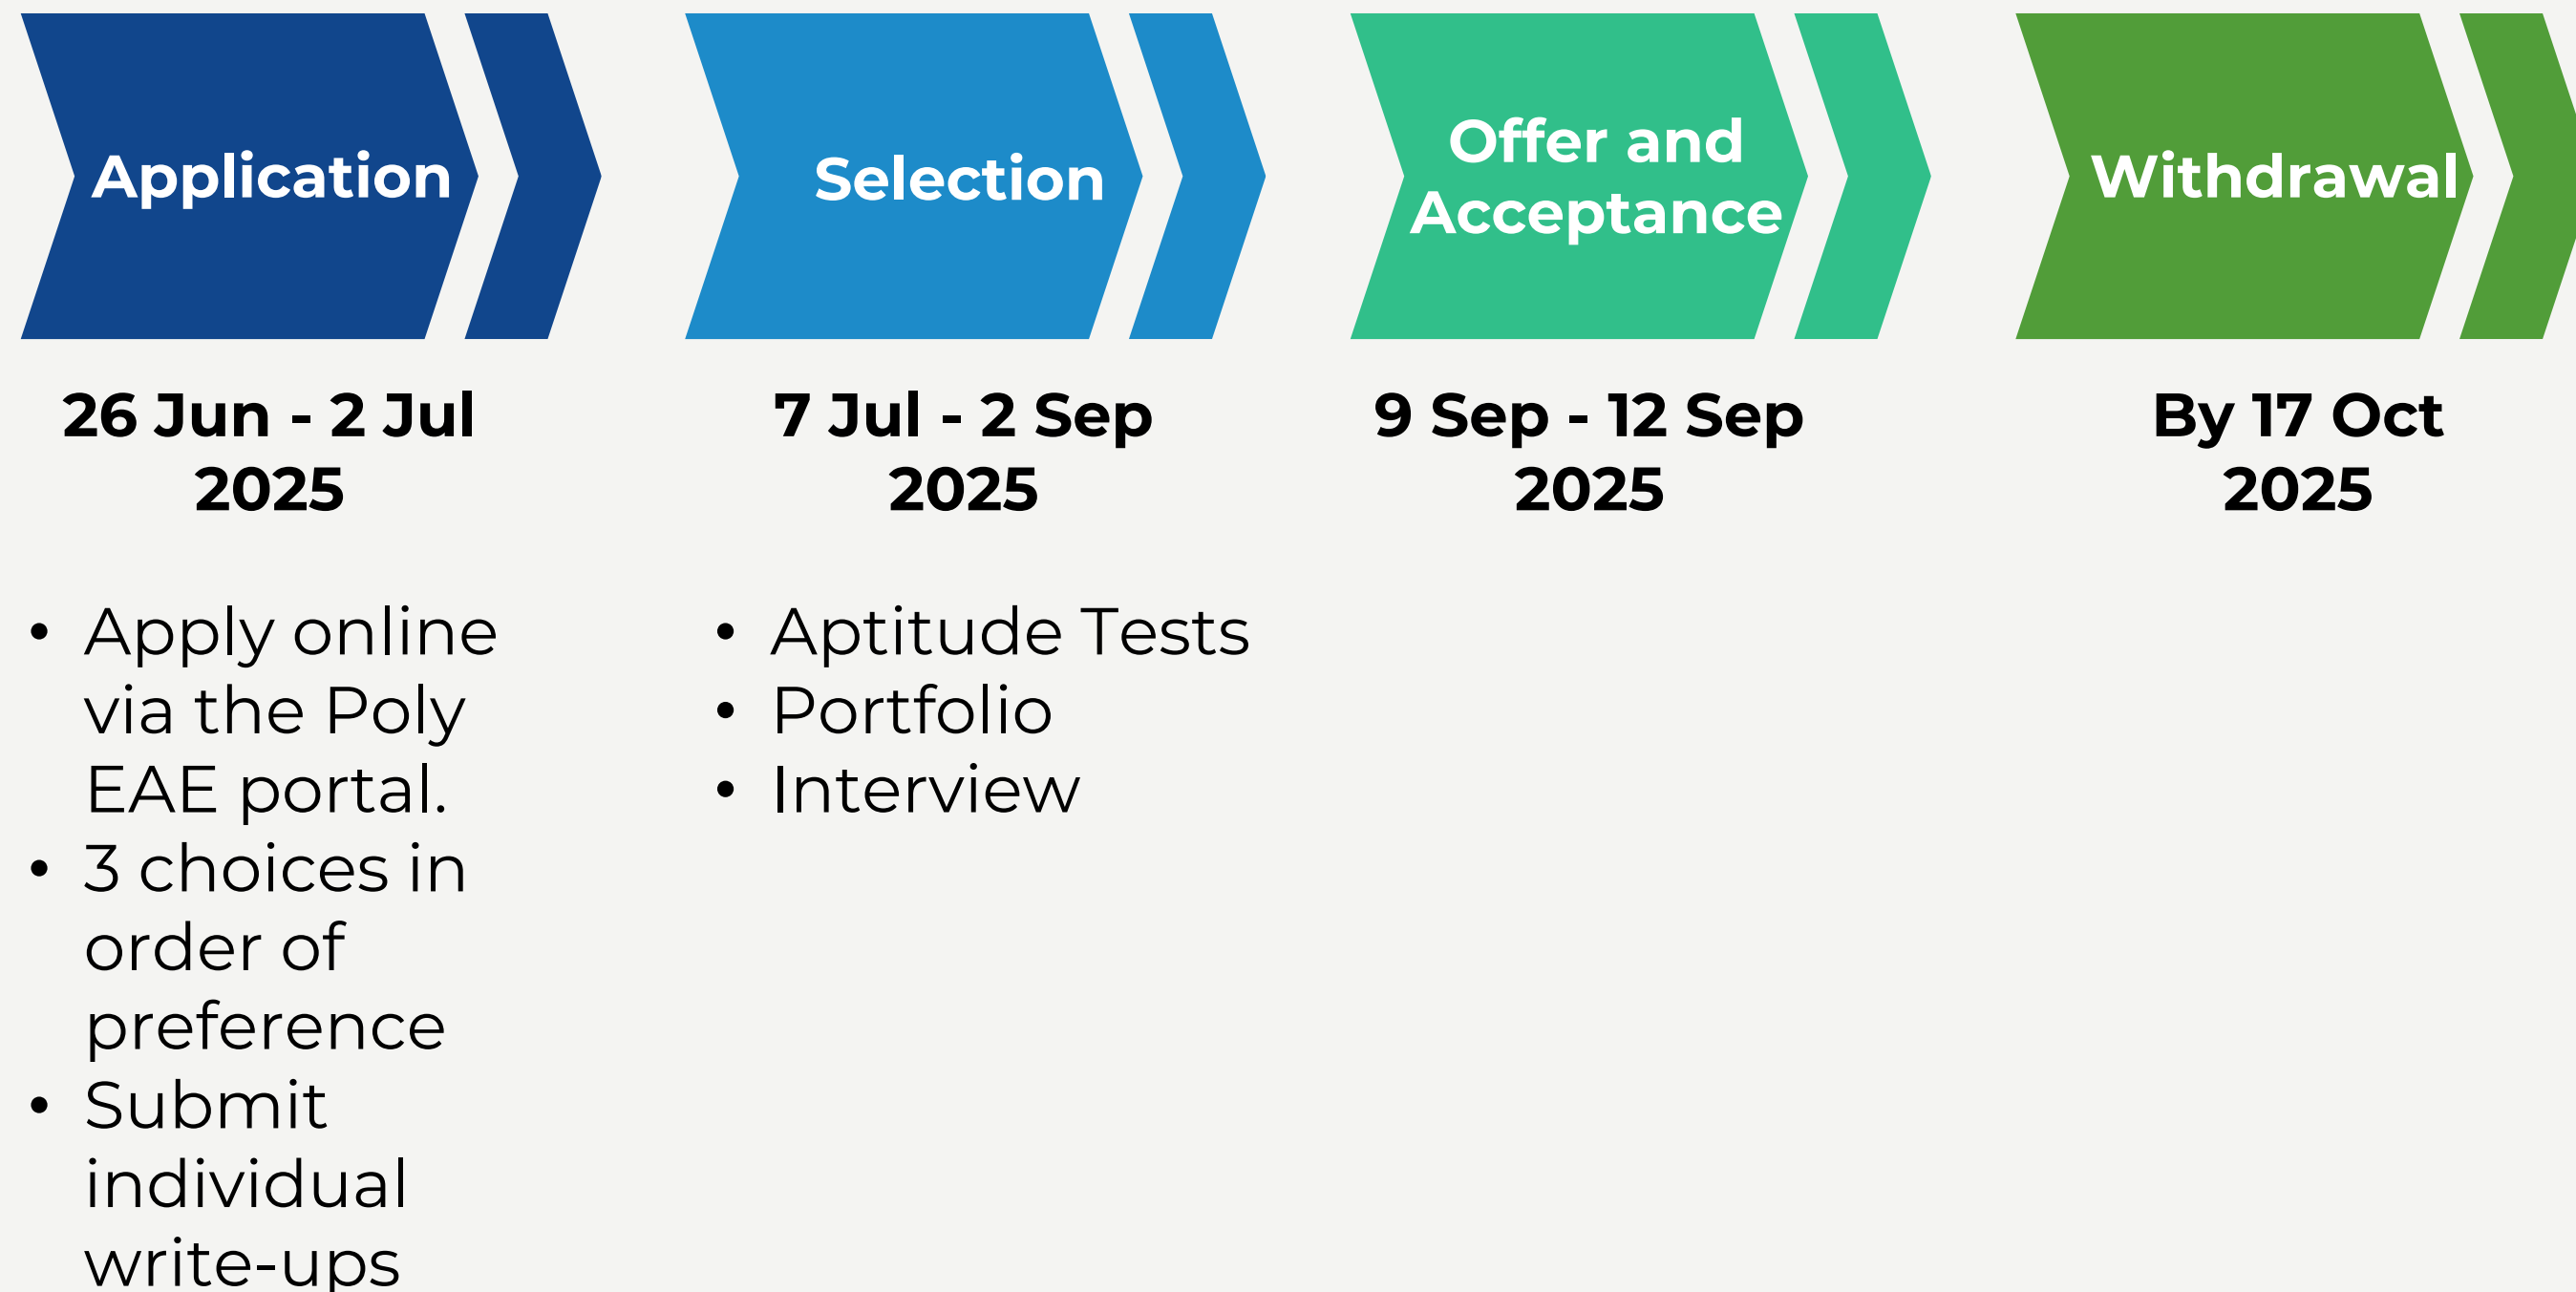 Application
Selection
Offer and
Acceptance
Withdrawal
26 Jun - 2 Jul
2025
7 Jul - 2 Sep
2025
9 Sep - 12 Sep
2025
By 17 Oct
2025
• Apply online
via the Poly
EAE portal.
• 3 choices in
order of
preference
• Submit
individual
write-ups
• Aptitude Tests
• Portfolio
• Interview